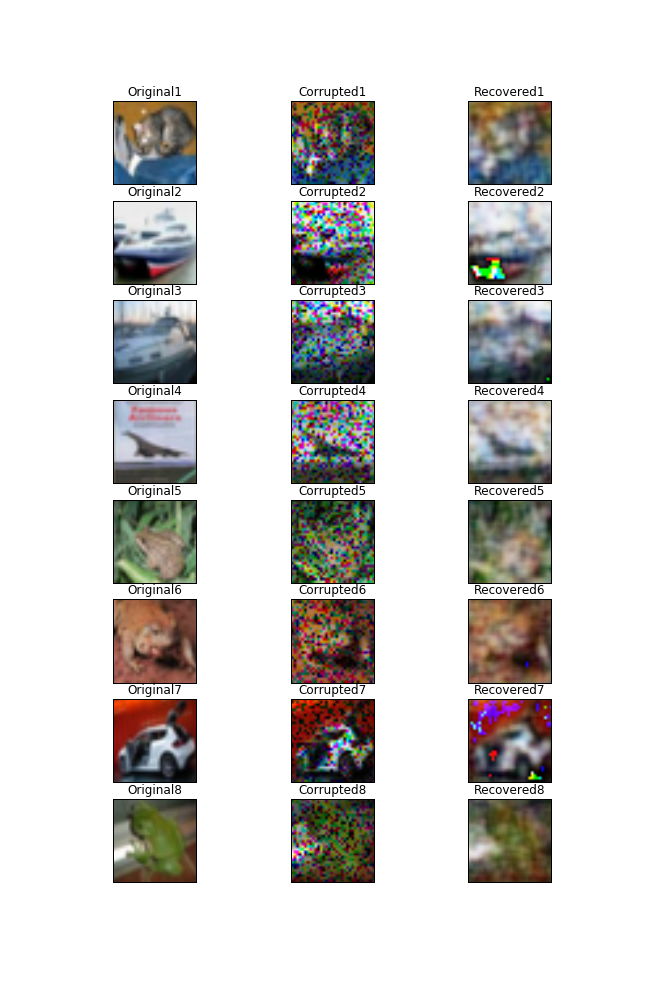 Original1 Corrupted1 Recovered1
Original2 Corrupted2 Recovered2
Original3 Corrupted3 Recovered3
Original4 Corrupted4 Recovered4
Original5 Corrupted5 Recovered5
Original6 Corrupted6 Recovered6
Original7 Corrupted7 Recovered7
Original8 Corrupted8 Recovered8